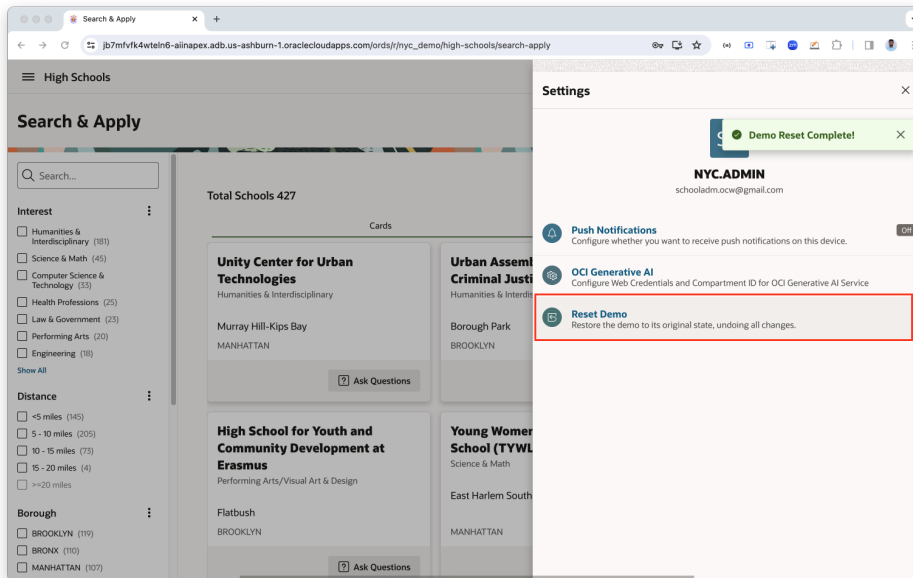 Search & Apply
jb7mfvfk4wteln6-aiinapex.adb.us-ashburn-1.oraclecloudapps.com/ords/r/nyc_demo/high-schools/search-apply
High Schools
Search & Apply
Search...
Interest
Humanities &
Interdisciplinary (181)
Science & Math (45)
Computer Science &
Technology (33)
Health Professions (25)
Law & Government (23)
Performing Arts (20)
Engineering (18)
Show All
Distance
<5 miles (145)
5 - 10 miles (205)
10 - 15 miles (73)
15 - 20 miles (4)
>=20 miles
Borough
BROOKLYN (119)
BRONX (110)
MANHATTAN (107)
Total Schools 427
Cards
Unity Center for Urban
Technologies
Humanities & Interdisciplinary
Murray Hill-Kips Bay
MANHATTAN
Ask Questions
Urban Assemb
Criminal Justi
Humanities & Interdis
Borough Park
BROOKLYN
High School for Youth and
Community Development at
Erasmus
Performing Arts/Visual Art & Design
Flatbush
BROOKLYN
Ask Questions
Young Women
School (TYWL
Science & Math
East Harlem South
MANHATTAN
Settings
Demo Reset Complete!
NYC.ADMIN
schooladm.ocw@gmail.com
Push Notifications
Off
Configure whether you want to receive push notifications on this device.
OCI Generative AI
Configure Web Credentials and Compartment ID for OCI Generative AI Service
Reset Demo
Restore the demo to its original state, undoing all changes.